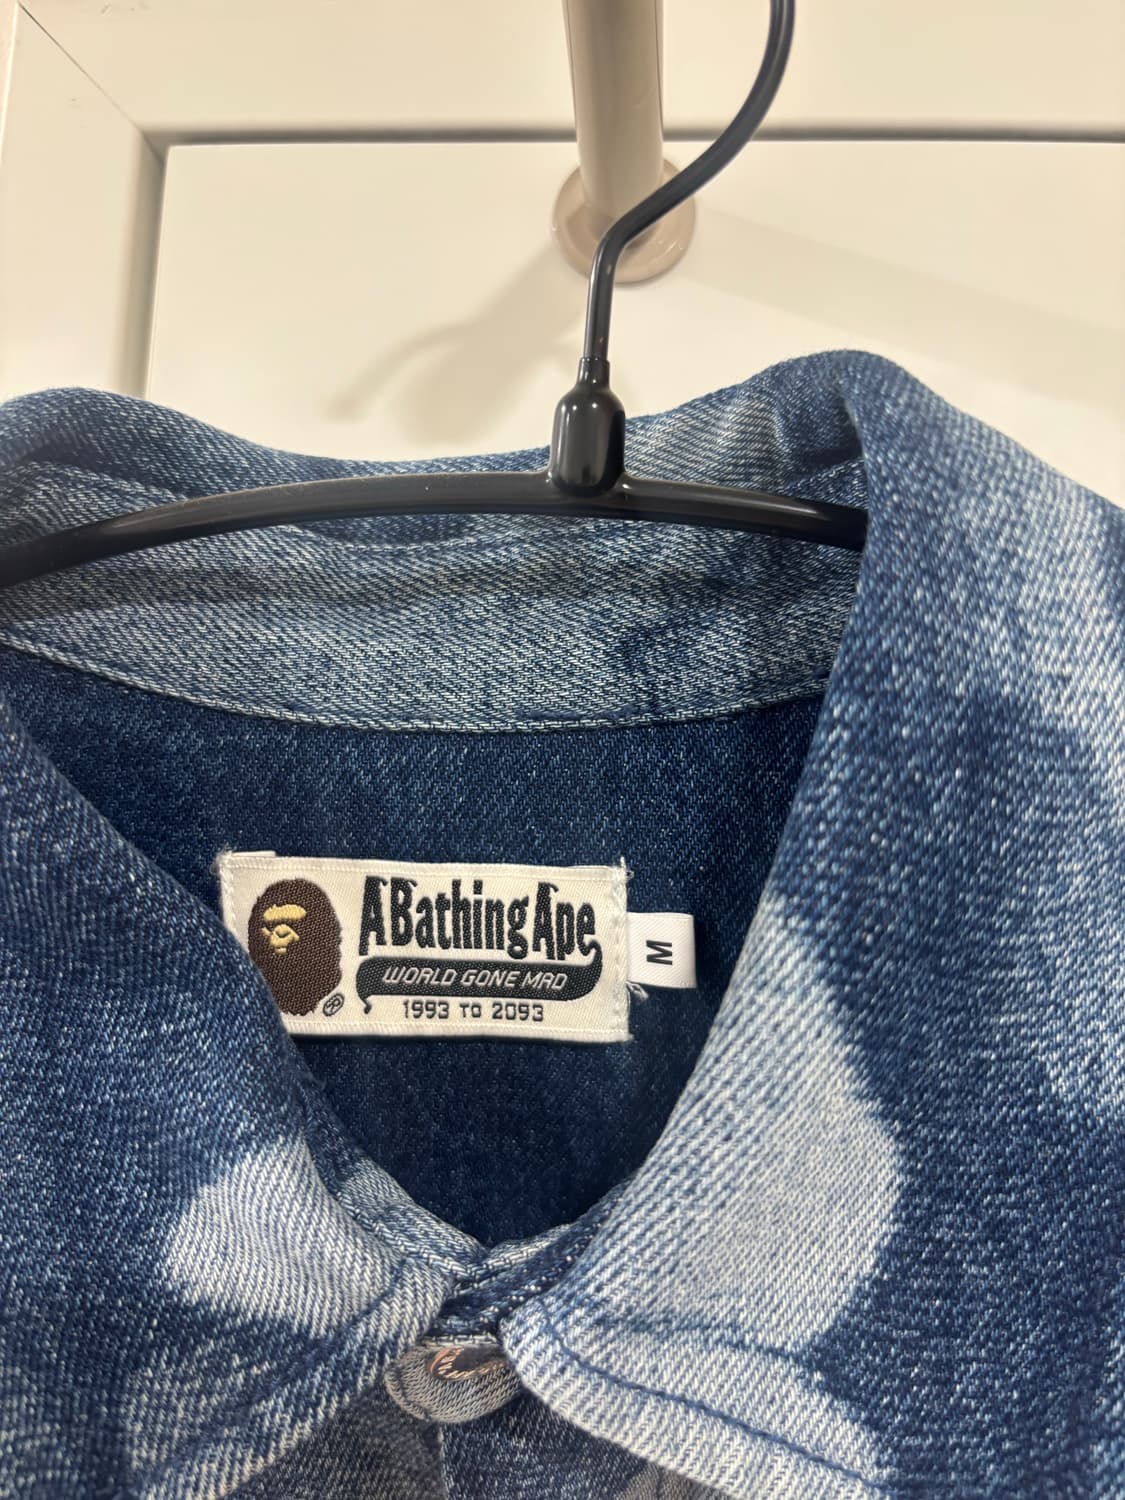 ABathingApe
WORLD GONE MAD
1993 TO 2093
®
M